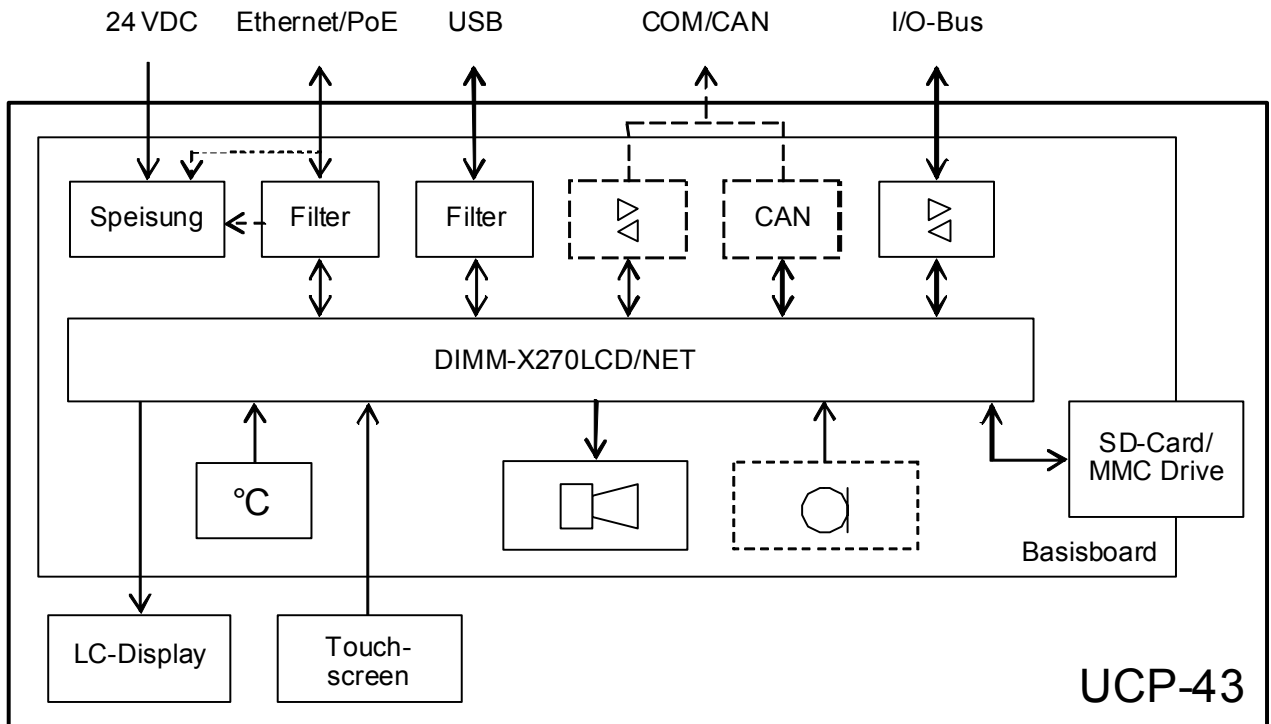 24 VDC
Ethernet/PoE
USB
COM/CAN
I/O-Bus
Speisung
Filter
Filter
CAN
DIMM-X270LCD/NET
°C
SD-Card/
MMC Drive
Basisboard
LC-Display
Touch-
screen
UCP-43